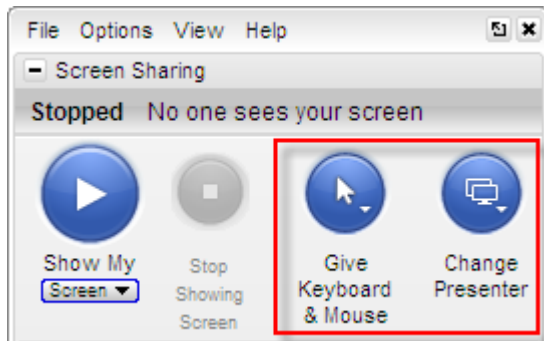 File Options View Help
Screen Sharing
Stopped No one sees your screen
Show My
Screen
Stop
Showing
Screen
Give
Keyboard
& Mouse
Change
Presenter